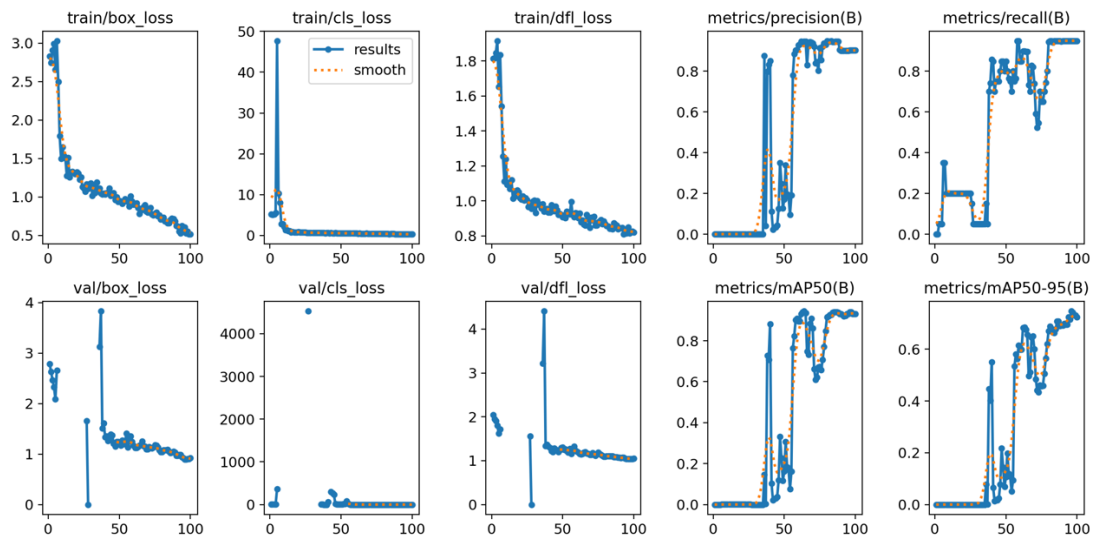 train/box_loss
3.0
2.5
2.0
1.5
1.0
0.5
0 50 100
train/cls_loss
50
40
30
20
10
0
results
smooth
0 50 100
train/dfl_loss
1.8
1.6
1.4
1.2
1.0
0.8
0 50 100
metrics/precision(B)
0.8
0.6
0.4
0.2
0.0
0 50 100
metrics/recall(B)
0.8
0.6
0.4
0.2
0.0
0 50 100
val/box_loss
4
3
2
1
0
0 50 100
val/cls_loss
4000
3000
2000
1000
0
0 50 100
val/dfl_loss
4
3
2
1
0
0 50 100
metrics/mAP50(B)
0.8
0.6
0.4
0.2
0.0
0 50 100
metrics/mAP50-95(B)
0.6
0.4
0.2
0.0
0 50 100